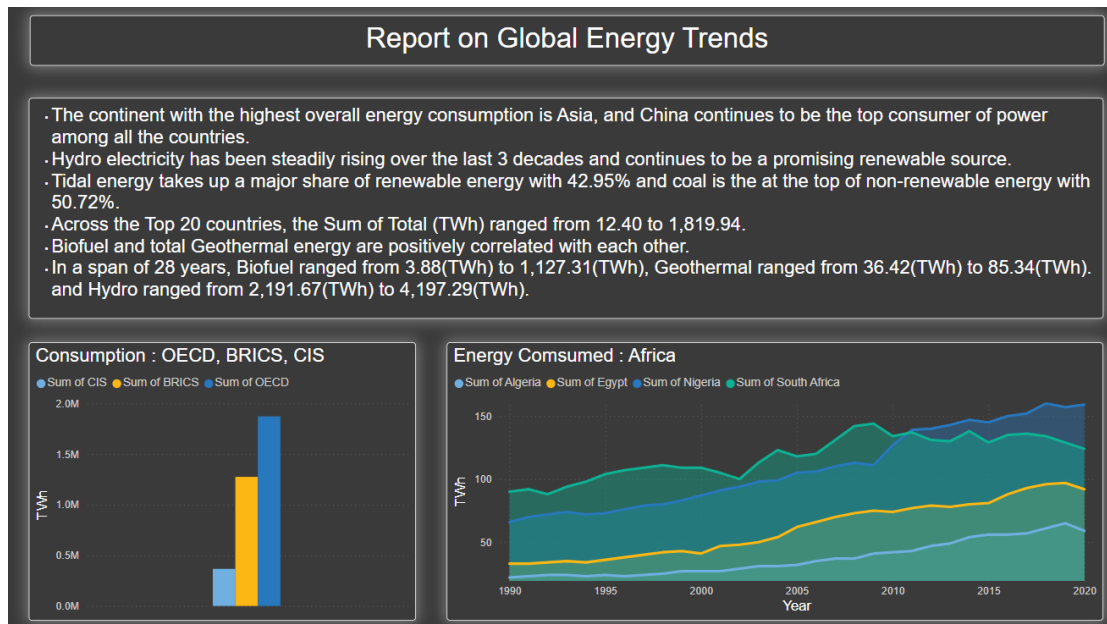 Report on Global Energy Trends
· The continent with the highest overall energy consumption is Asia, and China continues to be the top consumer of power
among all the countries.
· Hydro electricity has been steadily rising over the last 3 decades and continues to be a promising renewable source.
· Tidal energy takes up a major share of renewable energy with 42.95% and coal is the at the top of non-renewable energy with
50.72%.
· Across the Top 20 countries, the Sum of Total (TWh) ranged from 12.40 to 1,819.94.
· Biofuel and total Geothermal energy are positively correlated with each other.
· In a span of 28 years, Biofuel ranged from 3.88(TWh) to 1,127.31(TWh), Geothermal ranged from 36.42(TWh) to 85.34(TWh).
and Hydro ranged from 2,191.67(TWh) to 4,197.29(TWh).
Consumption : OECD, BRICS, CIS
Sum of CIS Sum of BRICS Sum of OECD
2.0M
1.5M
1.0M
0.5M
0.0M
TWh
Energy Comsumed : Africa
Sum of Algeria Sum of Egypt Sum of Nigeria Sum of South Africa
150
100
50
TWh
1990 1995 2000 2005 2010 2015 2020
Year